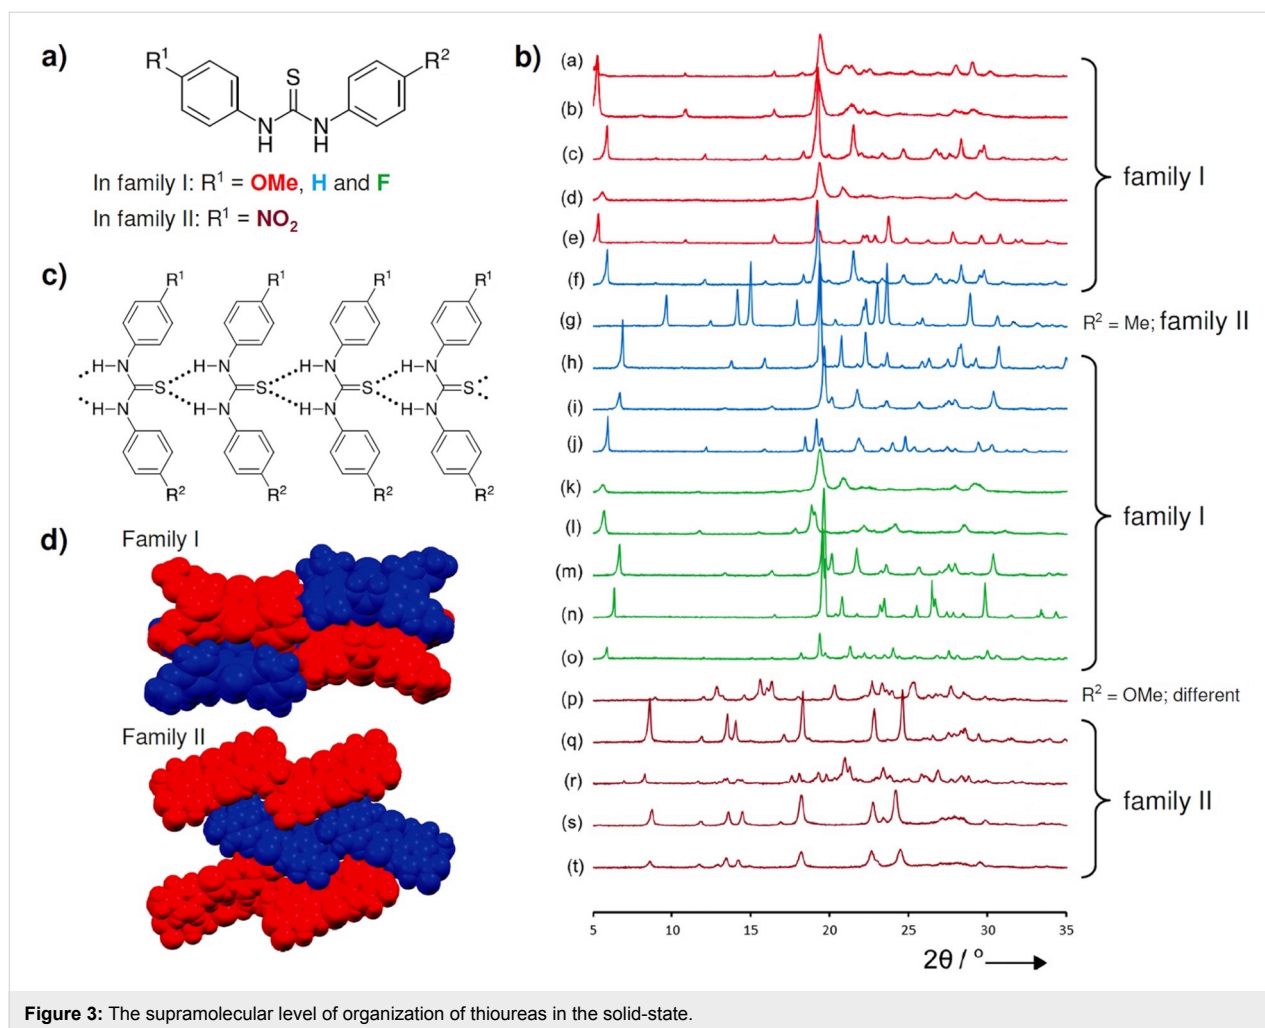 a)
R¹
R²
S
N
H
N
H
In family I: R¹ = OMe, H and F
In family II: R¹ = NO₂
c)
R¹ R¹ R¹ R¹
H N H N H N H N
S S S S
H N H N H N H N
R² R² R² R²
d)
Family I
Family II
b)
(a)
(b)
(c)
(d)
(e)
(f)
family I
(g)
R² = Me; family II
(h)
(i)
(j)
(k)
(l)
(m)
(n)
(o)
family I
(p)
R² = OMe; different
(q)
(r)
(s)
(t)
family II
5 10 15 20 25 30 35
2θ / °
Figure 3: The supramolecular level of organization of thioureas in the solid-state.